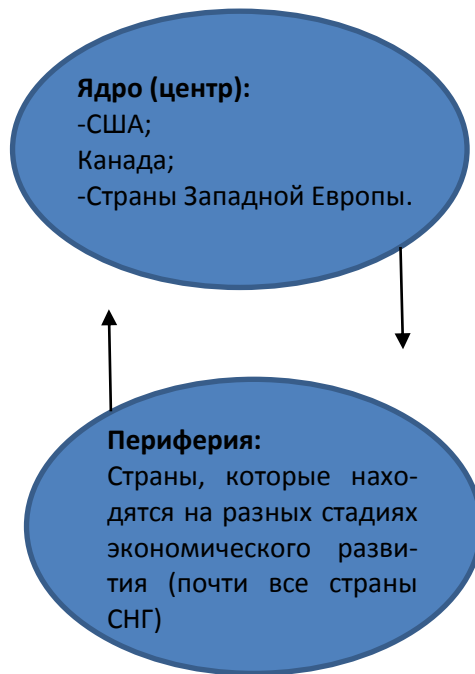 Ядро (центр):
-США;
Канада;
-Страны Западной Европы.
Периферия:
Страны, которые нахо-
дятся на разных стадиях
экономического разви-
тия (почти все страны
СНГ)